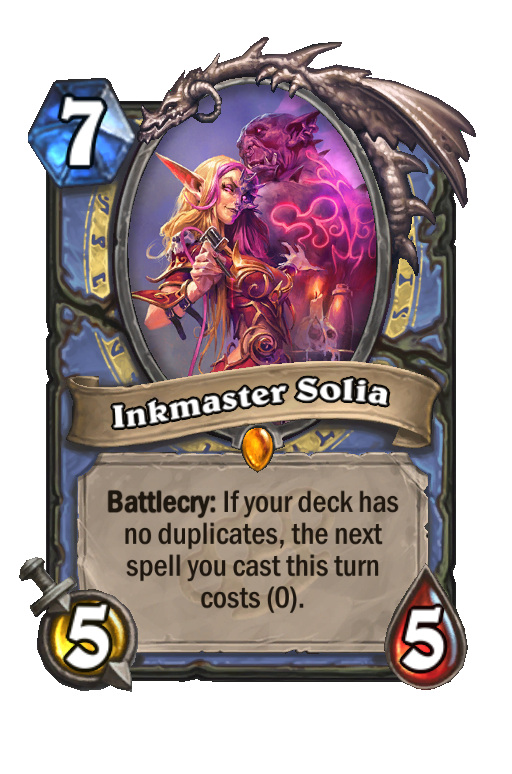 7
Inkmaster Solia
Battlecry: If your deck has
no duplicates, the next
spell you cast this turn
costs (0).
5
5